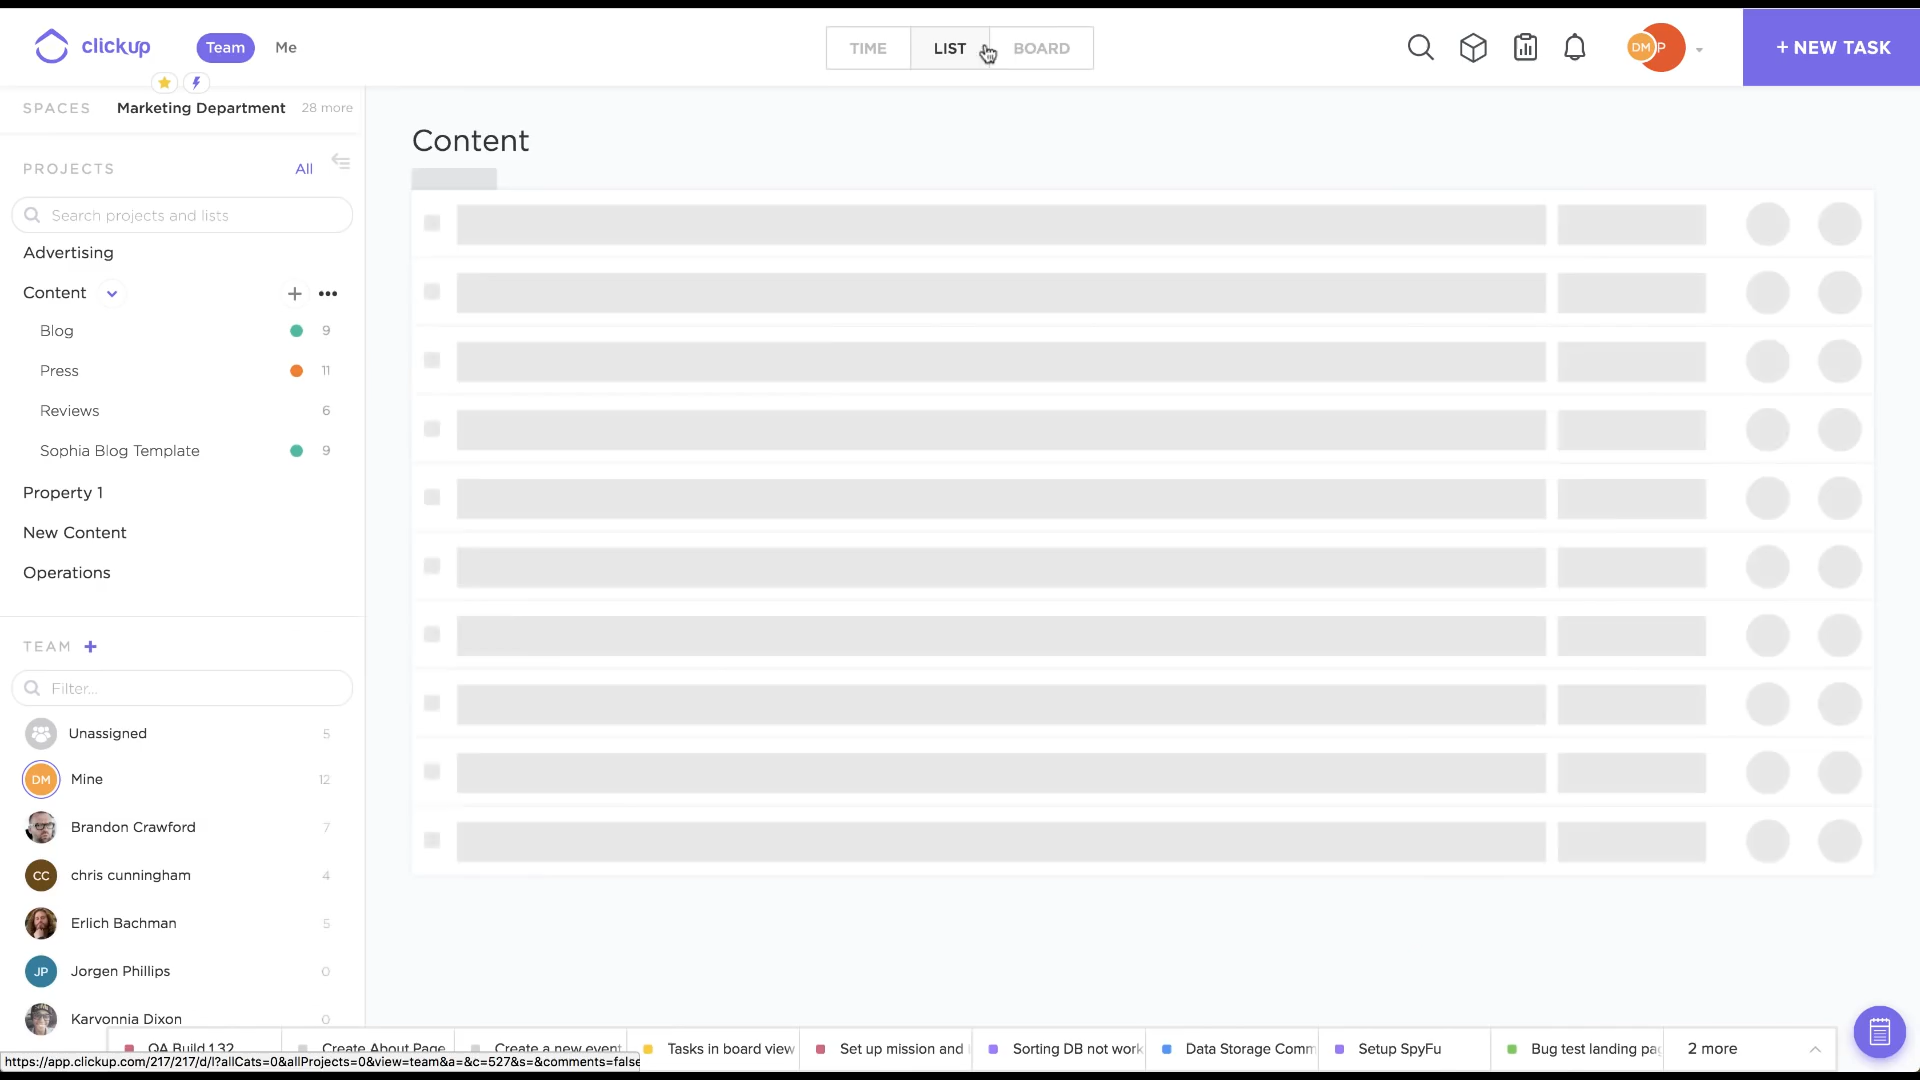 clickup
Team
Me
TIME
LIST
BOARD
DM
P
+ NEW TASK
SPACES
Marketing Department
28 more
PROJECTS
All
Search projects and lists
Advertising
Content
Blog
9
Press
11
Reviews
6
Sophia Blog Template
9
Property 1
New Content
Operations
TEAM +
Filter...
Unassigned
5
DM
Mine
12
Brandon Crawford
7
CC
chris cunningham
4
Erlich Bachman
5
JP
Jorgen Phillips
0
Karvonnia Dixon
0
Content
QA Build 1.32
Create About Page
Create a new event
Tasks in board view
Set up mission and
Sorting DB not work
Data Storage Comm
Setup SpyFu
Bug test landing pag
2 more
https://app.clickup.com/217/217/d/l?allCats=0&allProjects=0&view=team&a=&c=527&s=&comments=false